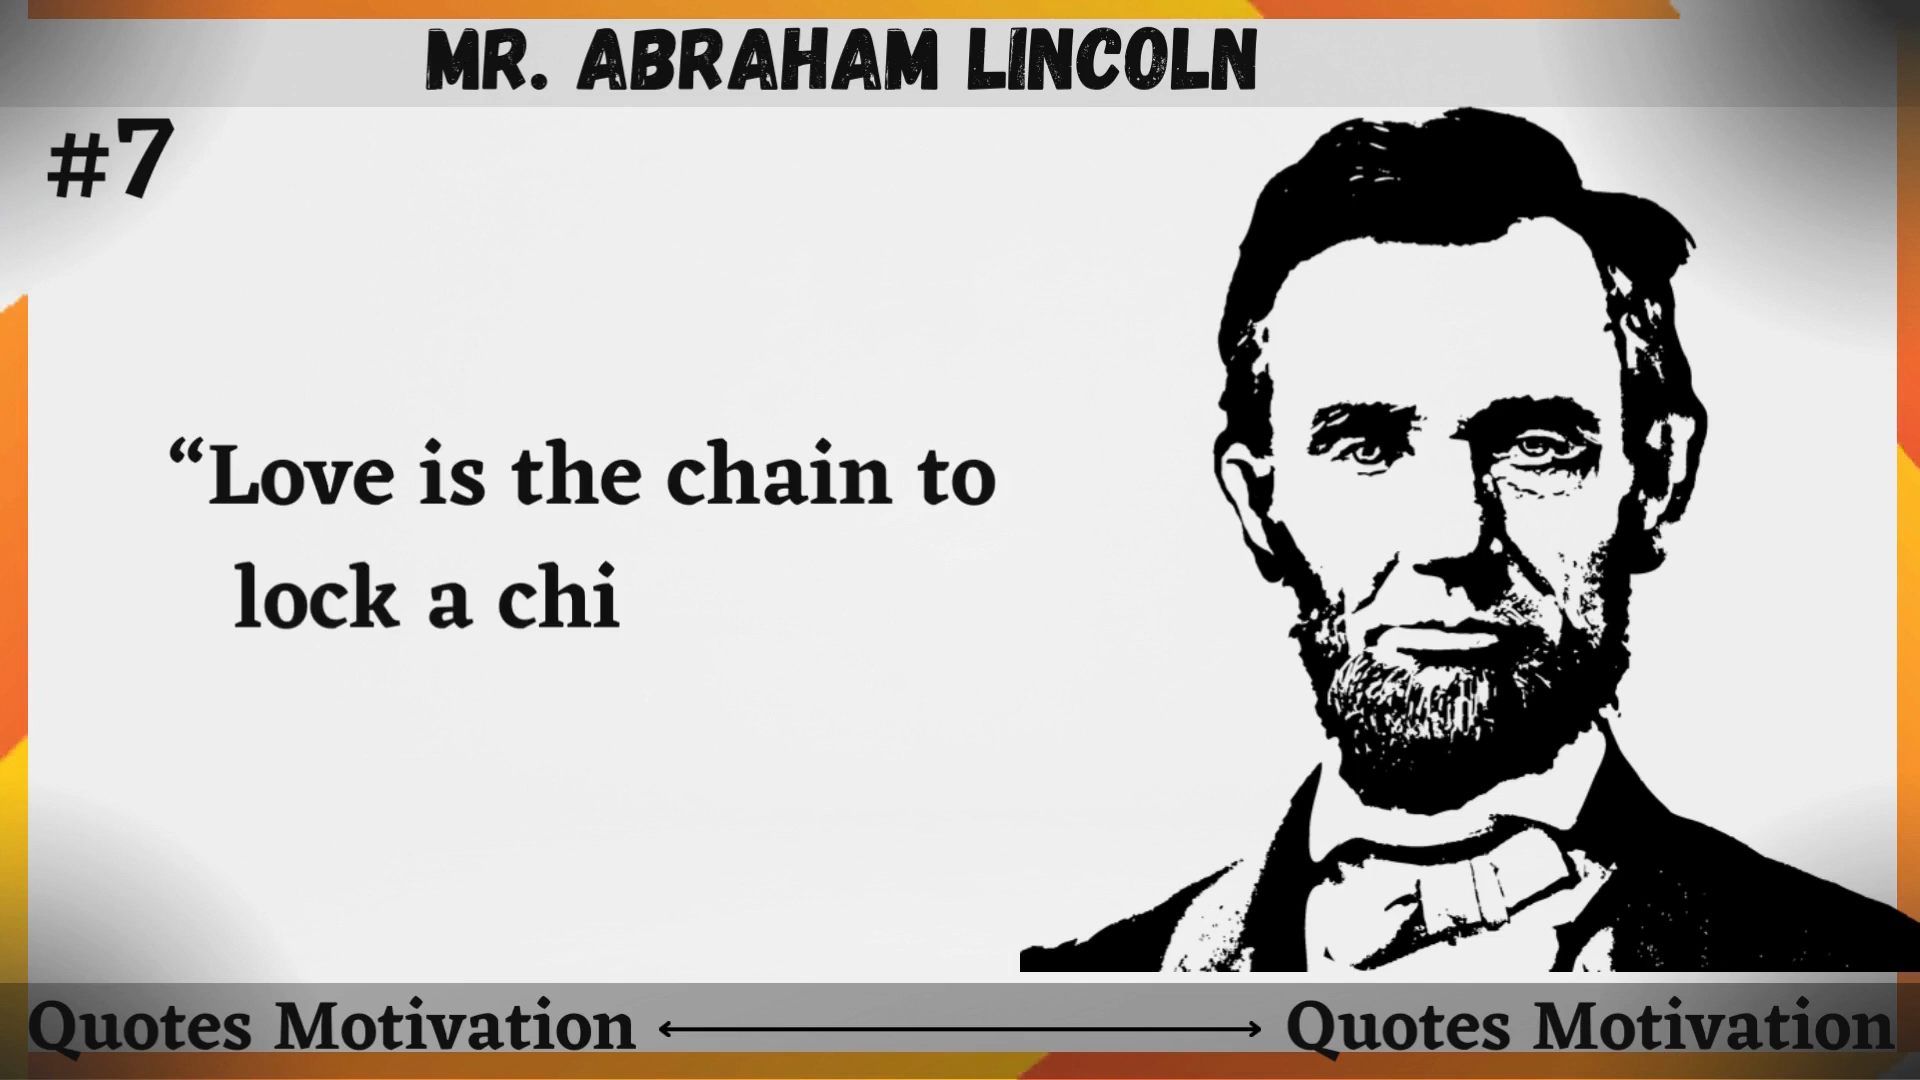 MR. ABRAHAM LINCOLN
#7
“Love is the chain to
lock a chi
Quotes Motivation
Quotes Motivation